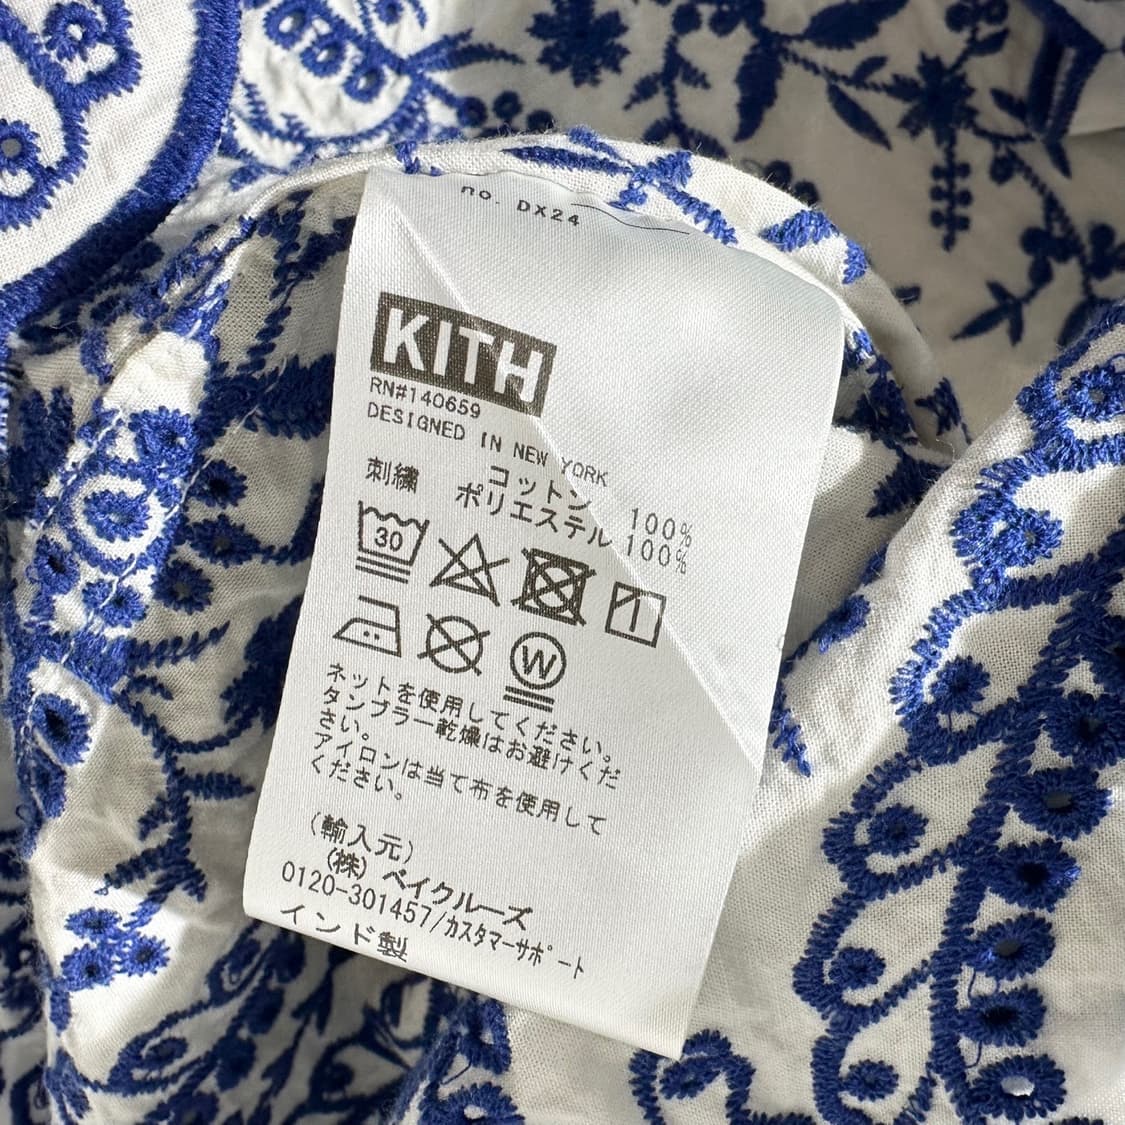 no. DX24
KITH
RN#140659
DESIGNED IN NEW YORK
コットン 100%
刺繍 ポリエステル 100%
30
W
ネットを使用してください。
タンブラー乾燥はお避けくだ
さい。
アイロンは当て布を使用して
ください。
(輸入元)
(株)ベイクルーズ
0120-301457/カスタマーサポート
インド製